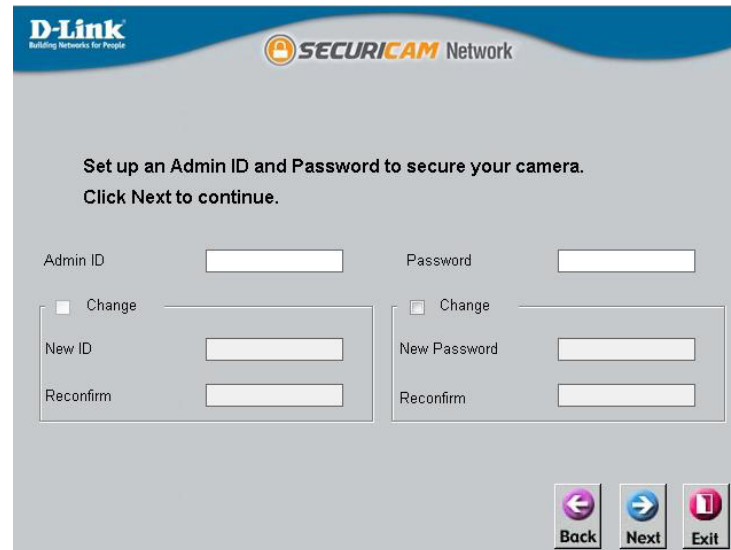 D-Link
Building Networks for People
SECURICAM Network
Set up an Admin ID and Password to secure your camera.
Click Next to continue.
Admin ID
Password
Change
Change
New ID
New Password
Reconfirm
Reconfirm
Back
Next
Exit